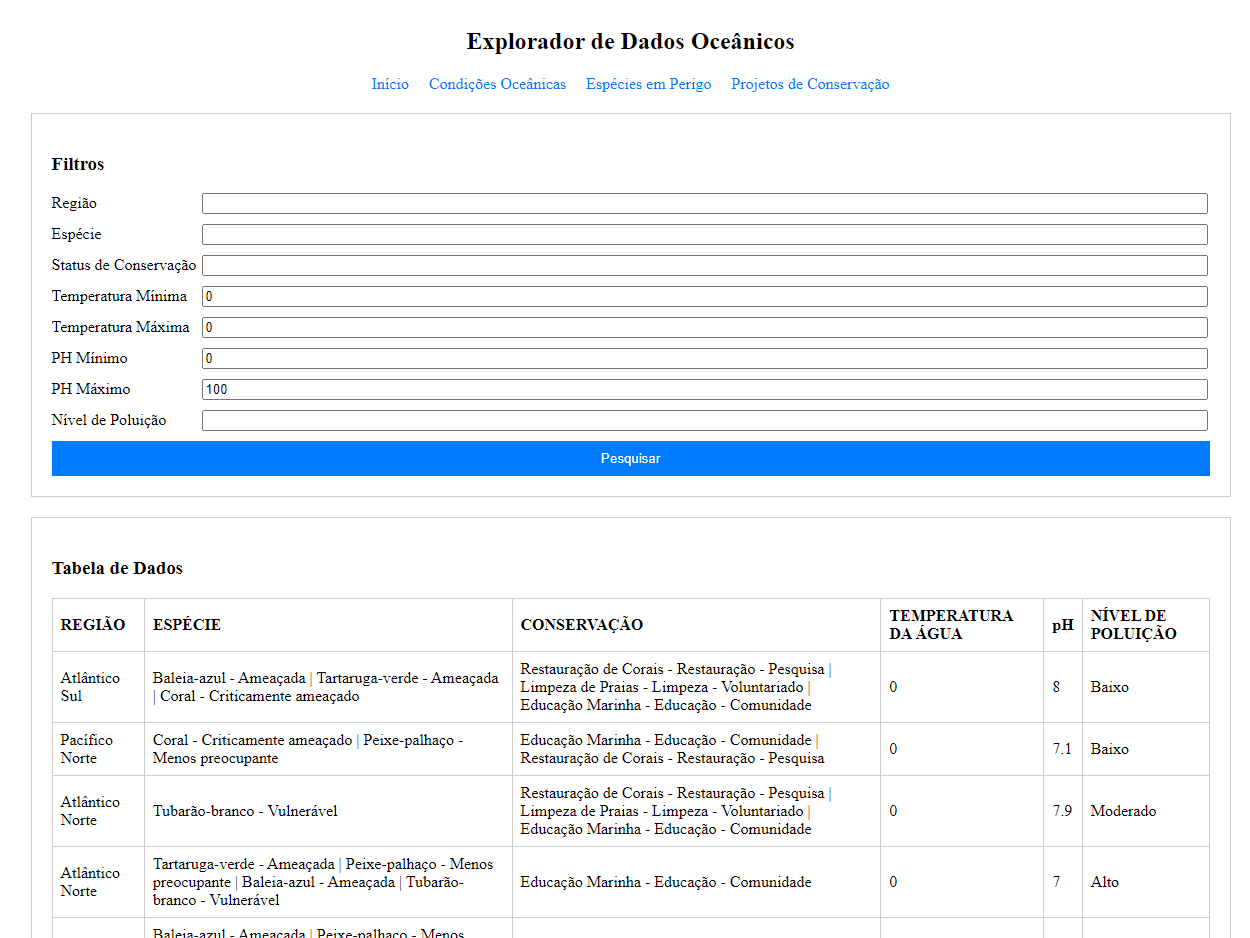 Explorador de Dados Oceânicos
Início Condições Oceânicas Espécies em Perigo Projetos de Conservação
Filtros
Região
Espécie
Status de Conservação
Temperatura Mínima 0
Temperatura Máxima 0
PH Mínimo 0
PH Máximo 100
Nível de Poluição
Pesquisar
Tabela de Dados
REGIÃO ESPÉCIE CONSERVAÇÃO TEMPERATURA DA ÁGUA pH NÍVEL DE POLUIÇÃO
Atlântico Sul
Baleia-azul - Ameaçada | Tartaruga-verde - Ameaçada
| Coral - Criticamente ameaçado
Restauração de Corais - Restauração - Pesquisa |
Limpeza de Praias - Limpeza - Voluntariado |
Educação Marinha - Educação - Comunidade
0 8 Baixo
Pacífico Norte
Coral - Criticamente ameaçado | Peixe-palhaço -
Menos preocupante
Educação Marinha - Educação - Comunidade |
Restauração de Corais - Restauração - Pesquisa
0 7.1 Baixo
Atlântico Norte
Tubarão-branco - Vulnerável
Restauração de Corais - Restauração - Pesquisa |
Limpeza de Praias - Limpeza - Voluntariado |
Educação Marinha - Educação - Comunidade
0 7.9 Moderado
Atlântico Norte
Tartaruga-verde - Ameaçada | Peixe-palhaço - Menos
preocupante | Baleia-azul - Ameaçada | Tubarão-
branco - Vulnerável
Educação Marinha - Educação - Comunidade
0 7 Alto
Baleia-azul - Ameaçada | Peixe-palhaço - Menos